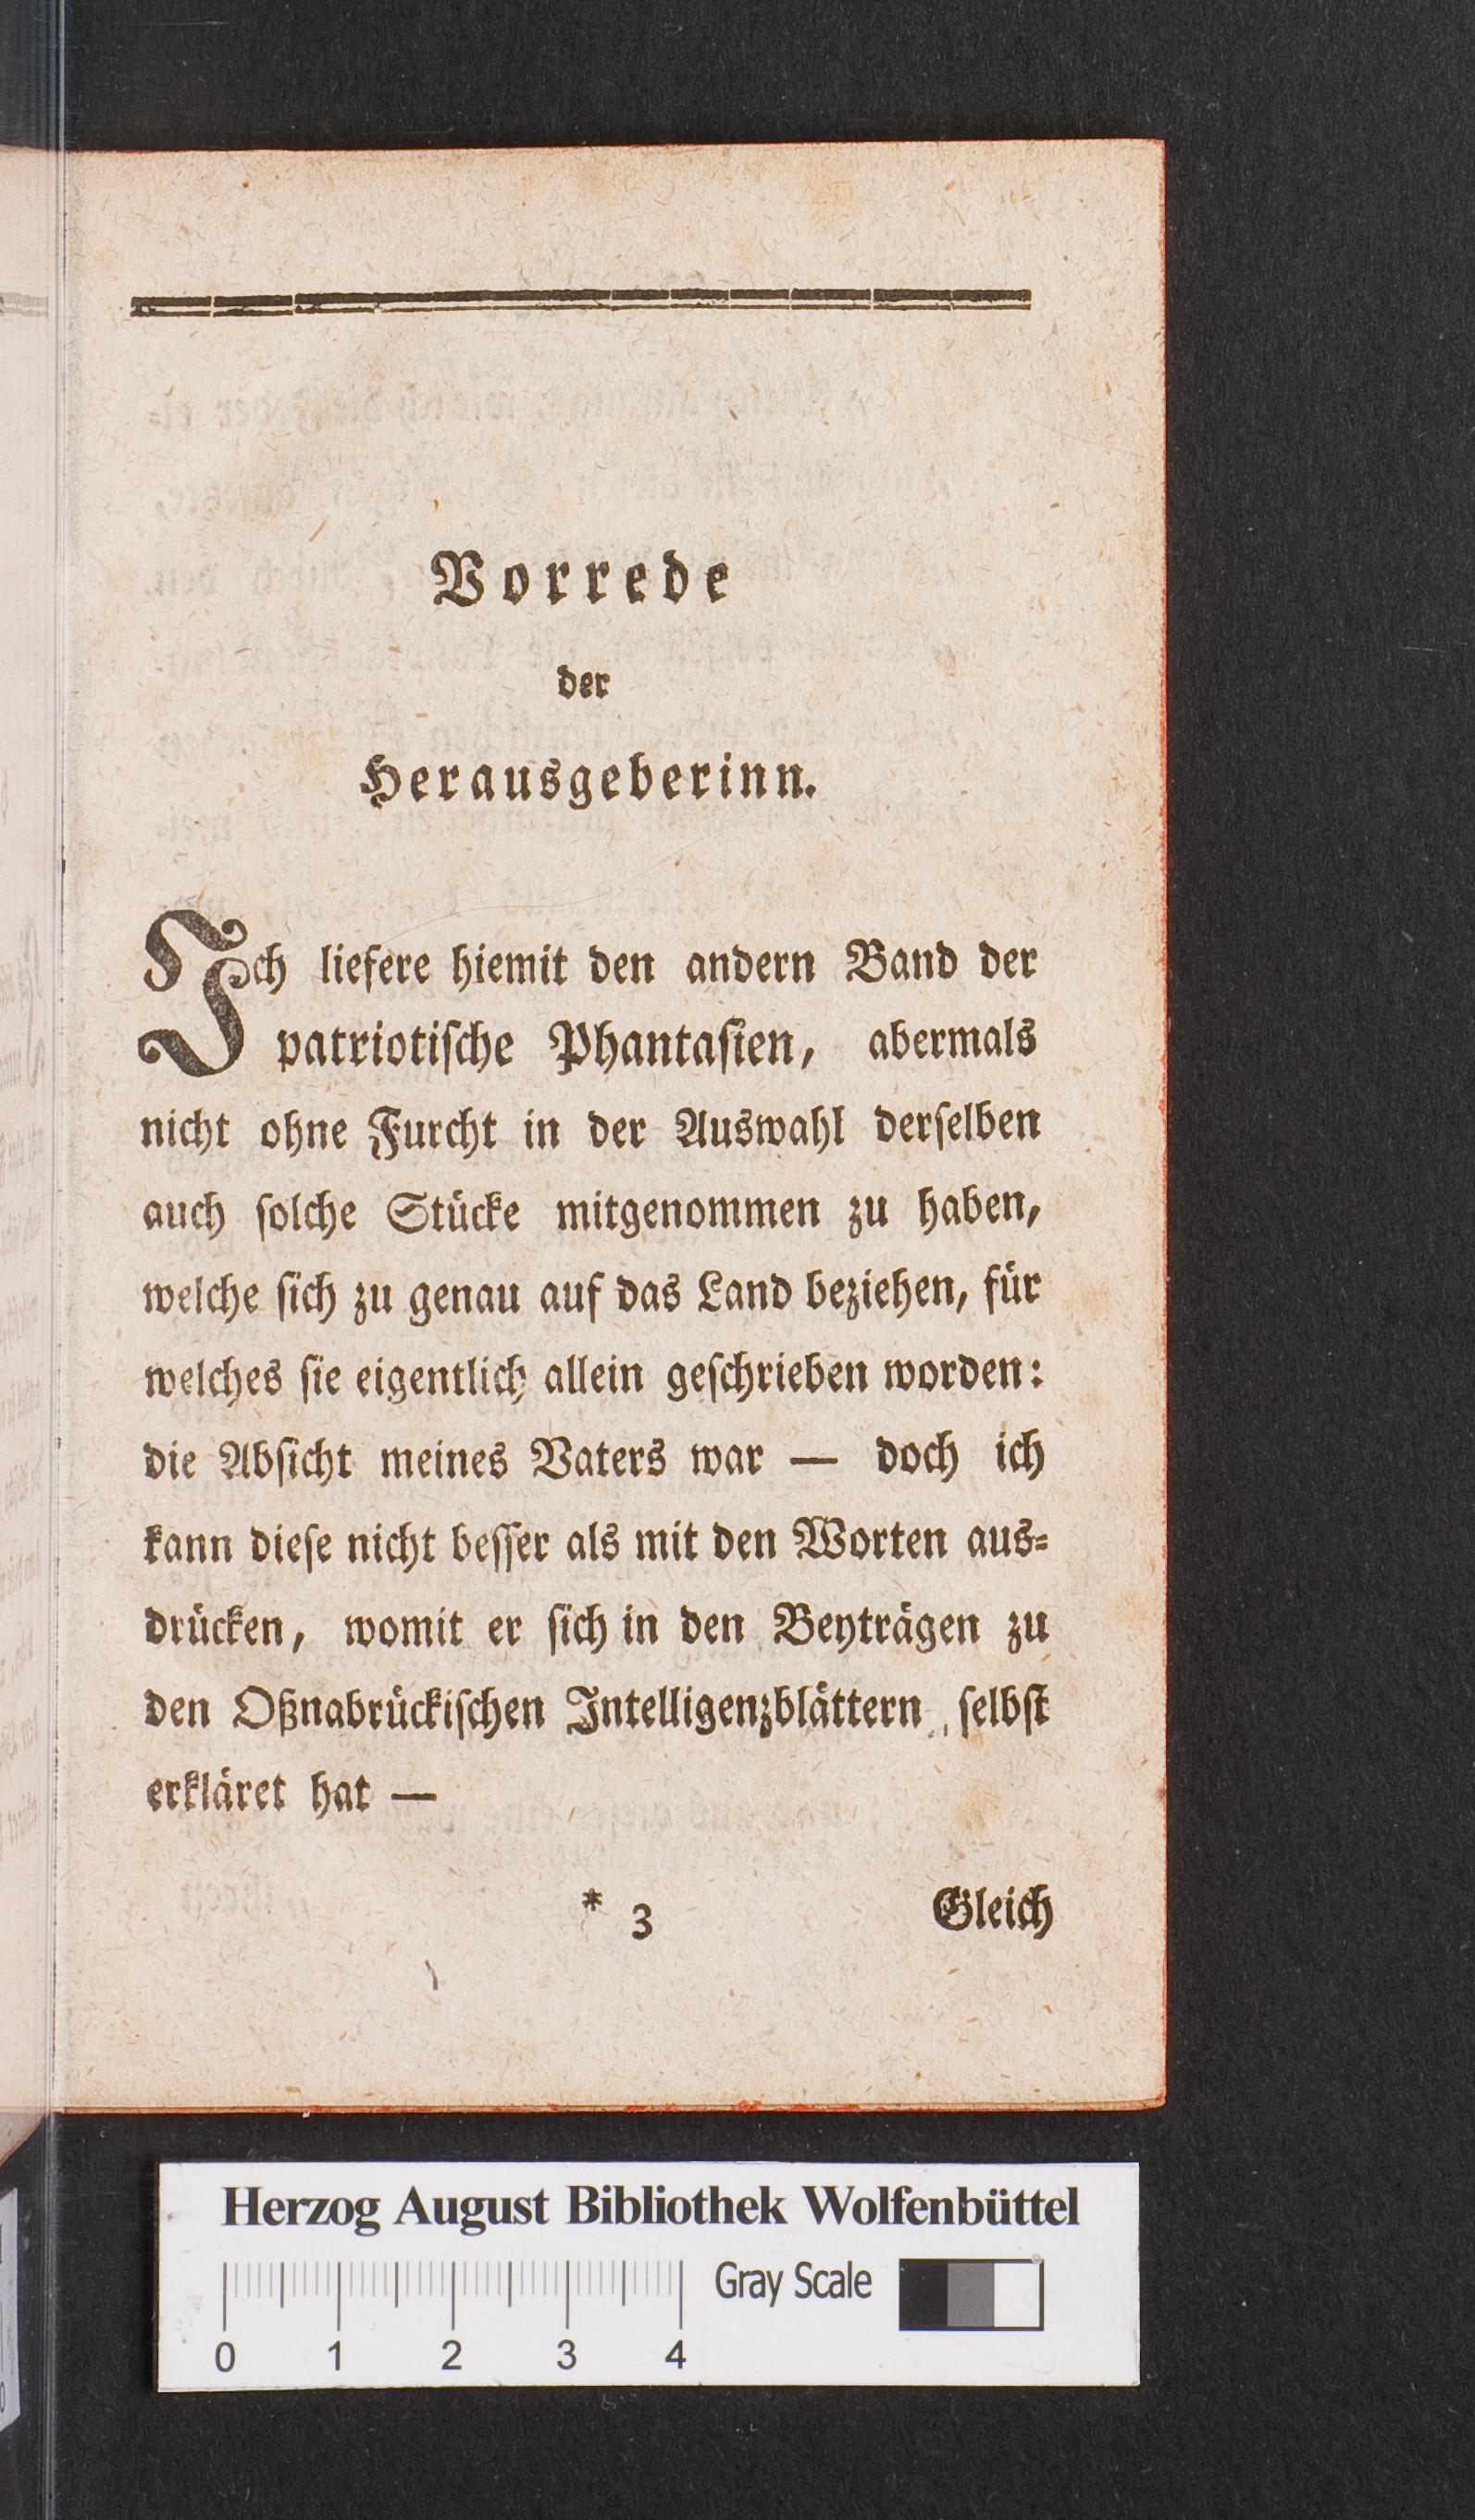 Vorrede
der
Herausgeberinn.
Ich liefere hiemit den andern Band der
patriotiſche Phantaſien, abermals
nicht ohne Furcht in der Auswahl derſelben
auch ſolche Stücke mitgenommen zu haben,
welche ſich zu genau auf das Land beziehen, für
welches ſie eigentlich allein geſchrieben worden:
die Abſicht meines Vaters war — doch ich
kann dieſe nicht beſſer als mit den Worten aus⸗
drücken, womit er ſich in den Beyträgen zu
den Oßnabrückiſchen Intelligenzblättern, ſelbſt
erkläret hat —
* 3 Gleich
Herzog August Bibliothek Wolfenbüttel
Gray Scale
0 1 2 3 4